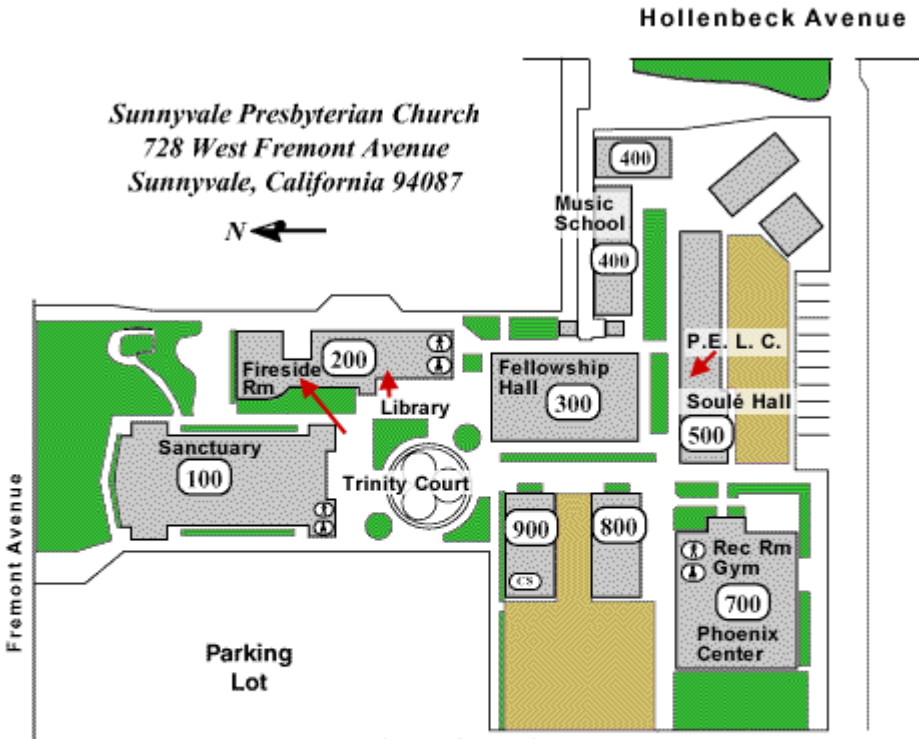 Hollenbeck Avenue
Sunnyvale Presbyterian Church
728 West Fremont Avenue
Sunnyvale, California 94087
N
400
Music
School
400
P.E. L. C.
200
Fireside
Rm
Library
Fellowship
Hall
300
Soulé Hall
500
Sanctuary
100
Trinity Court
900
CS
800
Rec Rm
Gym
700
Phoenix
Center
Fremont Avenue
Parking
Lot